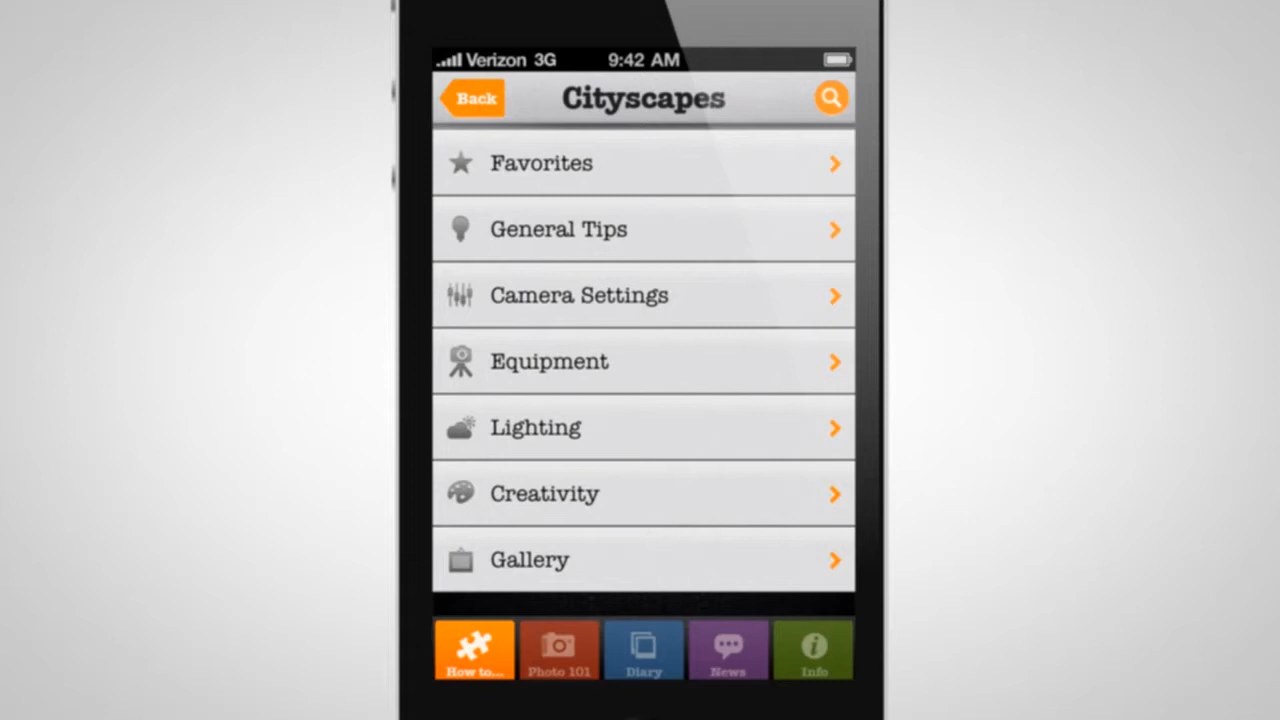 Verizon 3G 9:42 AM
Back Cityscapes
Favorites
General Tips
Camera Settings
Equipment
Lighting
Creativity
Gallery
How to... Photo 101 Diary News Info